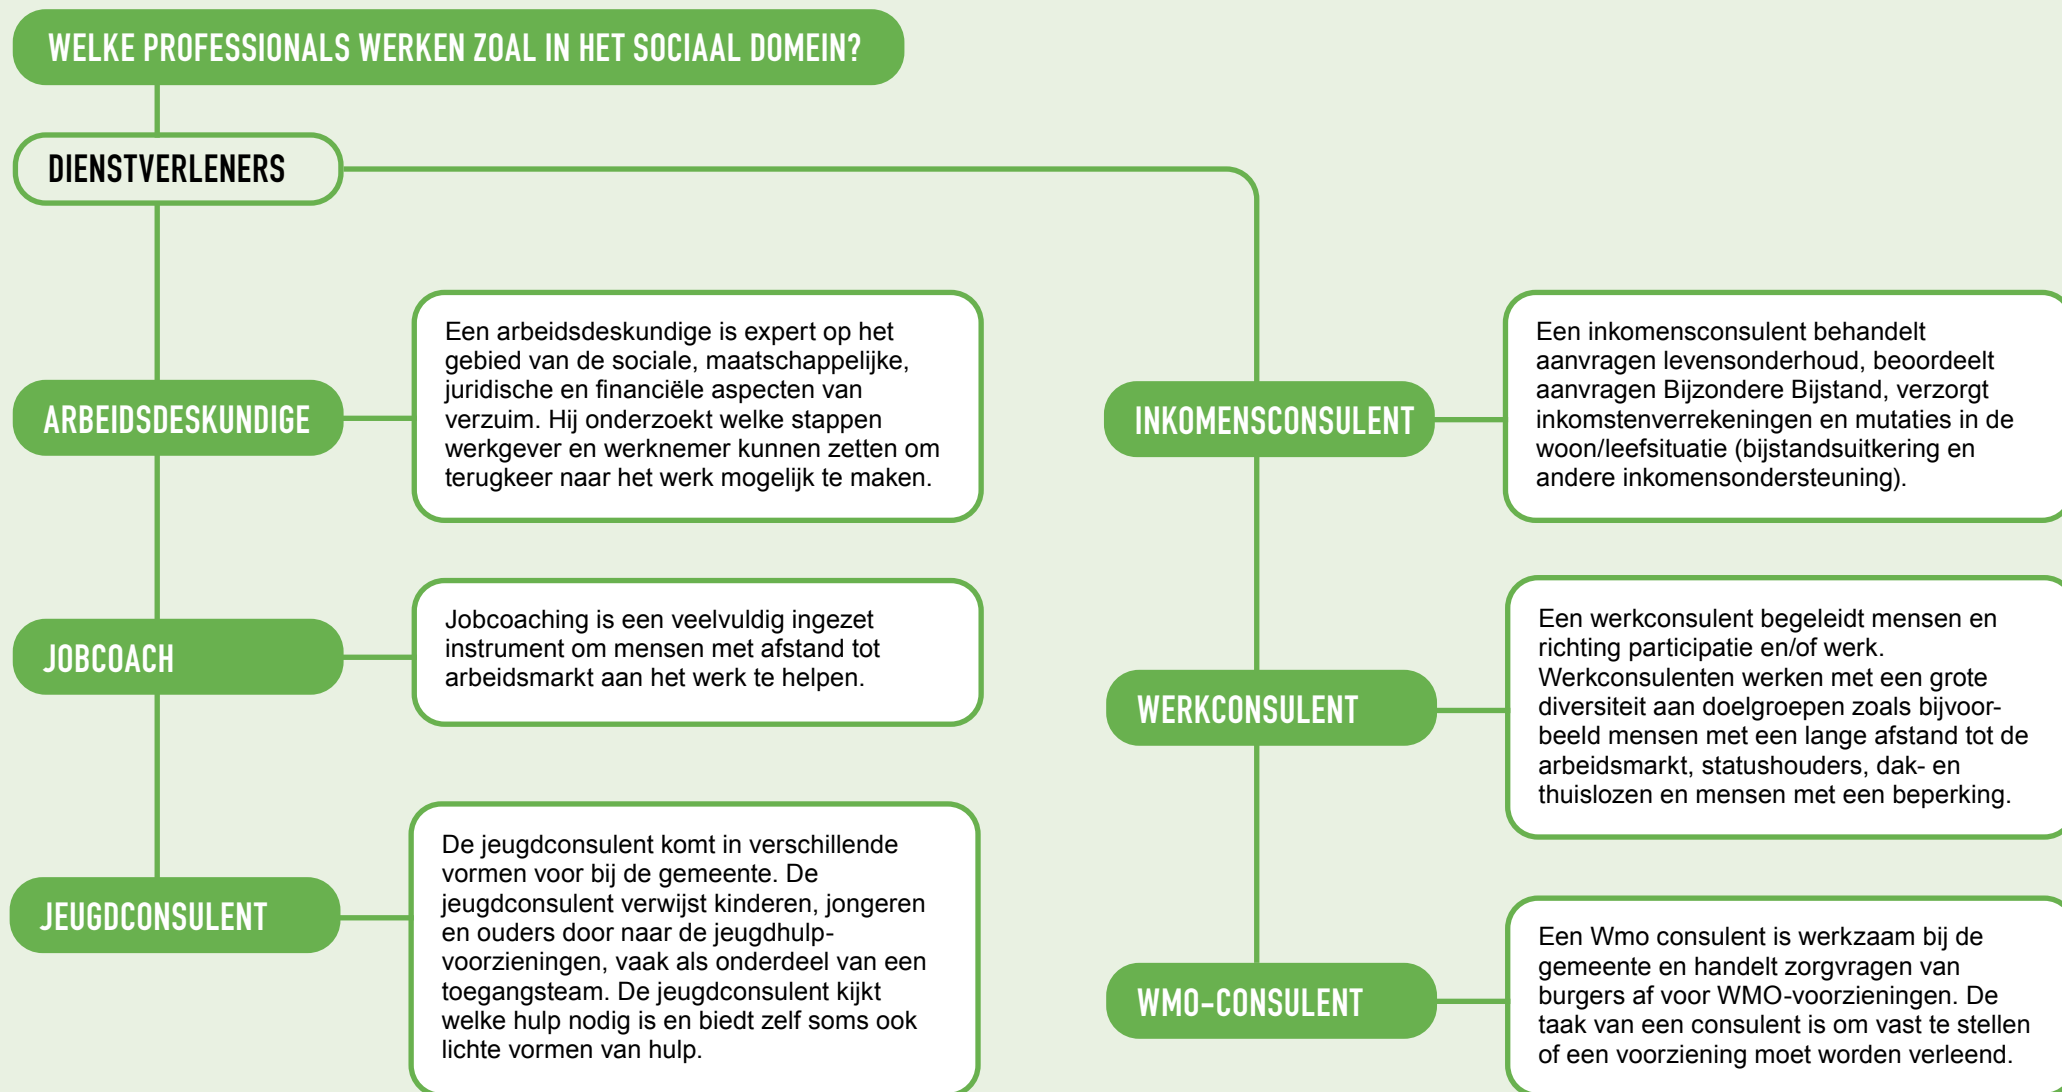 WELKE PROFESSIONALS WERKEN ZOAL IN HET SOCIAAL DOMEIN?
DIENSTVERLENERS
ARBEIDSDESKUNDIGE
Een arbeidsdeskundige is expert op het
gebied van de sociale, maatschappelijke,
juridische en financiële aspecten van
verzuim. Hij onderzoekt welke stappen
werkgever en werknemer kunnen zetten om
terugkeer naar het werk mogelijk te maken.
JOBCOACH
Jobcoaching is een veelvuldig ingezet
instrument om mensen met afstand tot
arbeidsmarkt aan het werk te helpen.
JEUGDCONSULENT
De jeugdconsulent komt in verschillende
vormen voor bij de gemeente. De
jeugdconsulent verwijst kinderen, jongeren
en ouders door naar de jeugdhulp-
voorzieningen, vaak als onderdeel van een
toegangsteam. De jeugdconsulent kijkt
welke hulp nodig is en biedt zelf soms ook
lichte vormen van hulp.
INKOMENSCONSULENT
Een inkomensconsulent behandelt
aanvragen levensonderhoud, beoordeelt
aanvragen Bijzondere Bijstand, verzorgt
inkomstenverrekeningen en mutaties in de
woon/leefsituatie (bijstandsuitkering en
andere inkomensondersteuning).
WERKCONSULENT
Een werkconsulent begeleidt mensen en
richting participatie en/of werk.
Werkconsulenten werken met een grote
diversiteit aan doelgroepen zoals bijvoor-
beeld mensen met een lange afstand tot de
arbeidsmarkt, statushouders, dak- en
thuislozen en mensen met een beperking.
WMO-CONSULENT
Een Wmo consulent is werkzaam bij de
gemeente en handelt zorgvragen van
burgers af voor WMO-voorzieningen. De
taak van een consulent is om vast te stellen
of een voorziening moet worden verleend.